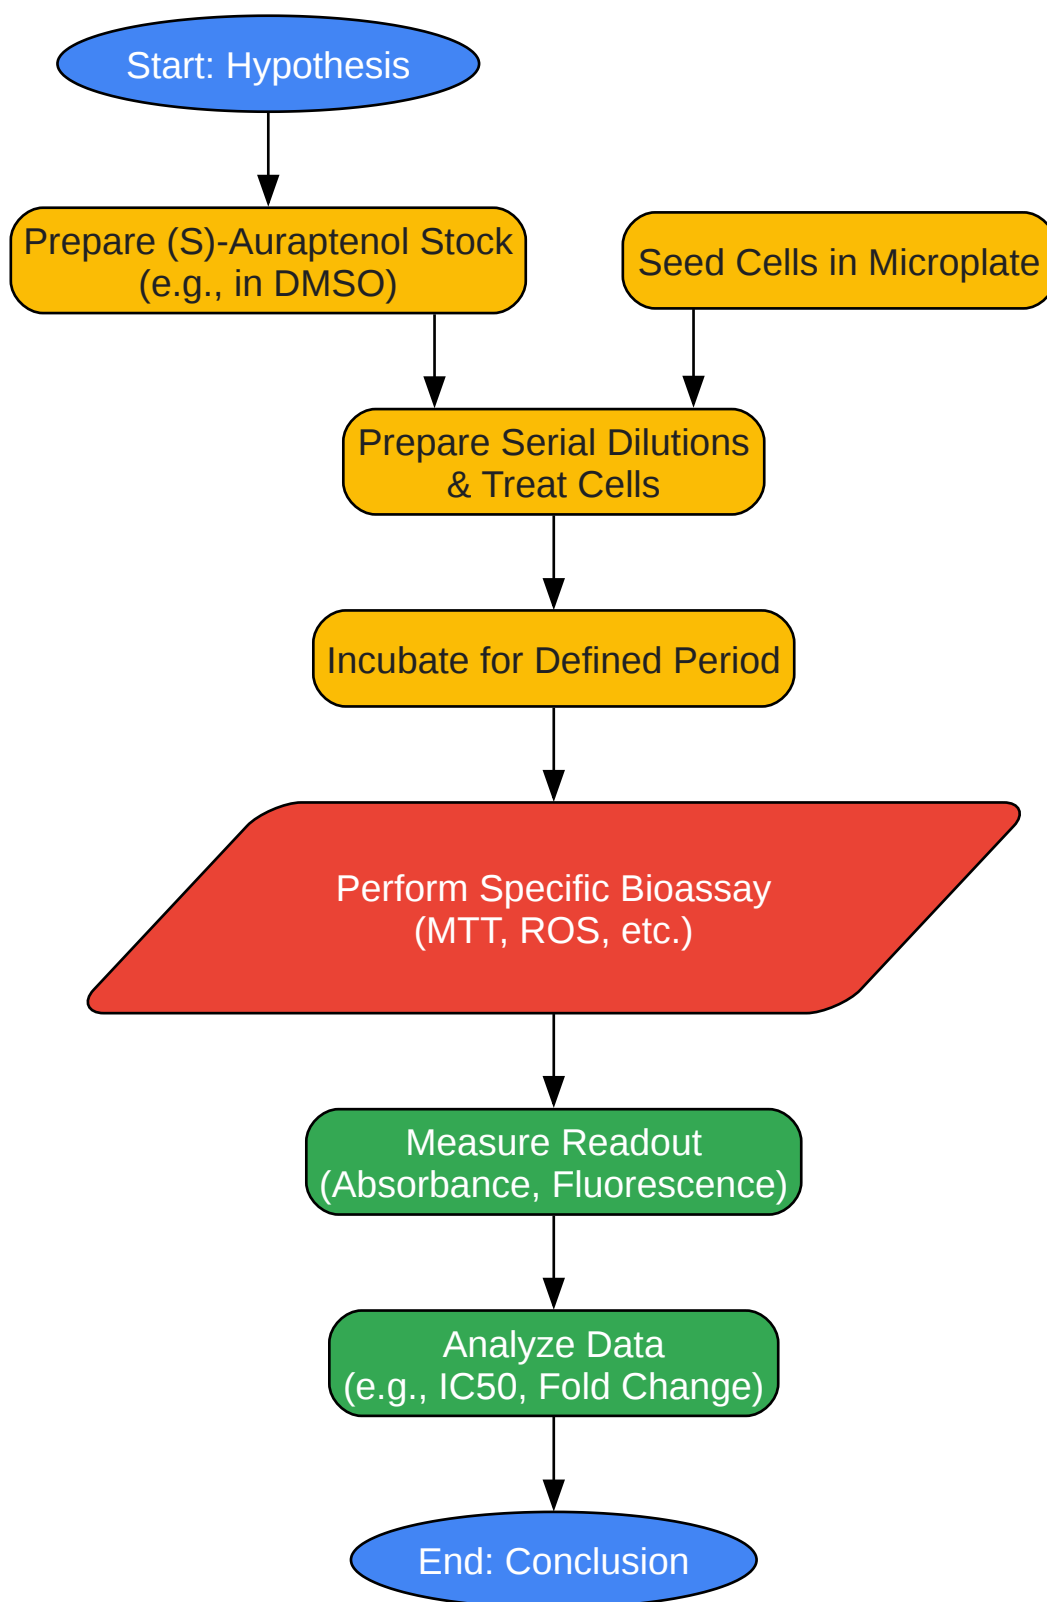 Start: Hypothesis
Prepare (S)-Auraptenol Stock
(e.g., in DMSO)
Seed Cells in Microplate
Prepare Serial Dilutions
& Treat Cells
Incubate for Defined Period
Perform Specific Bioassay
(MTT, ROS, etc.)
Measure Readout
(Absorbance, Fluorescence)
Analyze Data
(e.g., IC50, Fold Change)
End: Conclusion